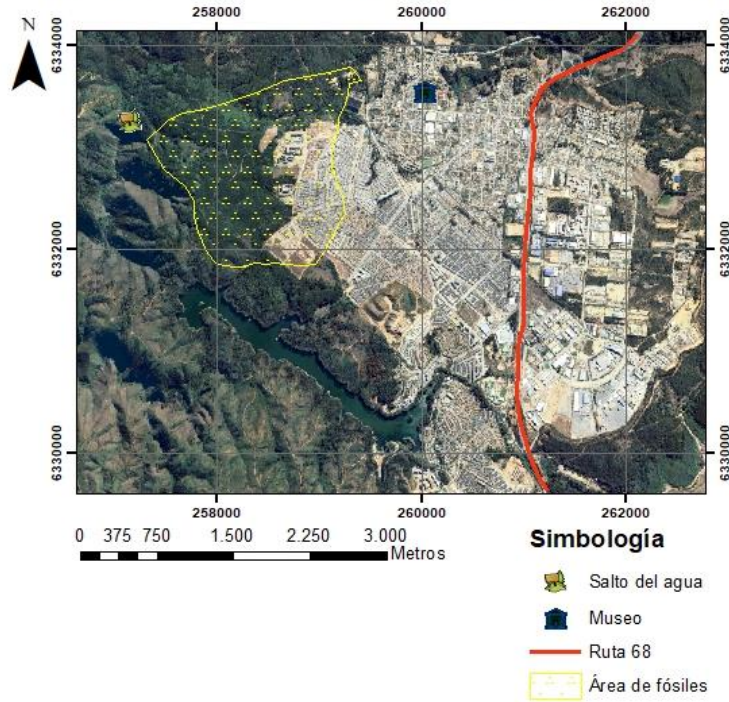 N
258000 260000 262000
6334000 6334000
6332000 6332000
6330000 6330000
258000 260000 262000
0 375 750 1.500 2.250 3.000
Metros
Simbología
Salto del agua
Museo
Ruta 68
Área de fósiles